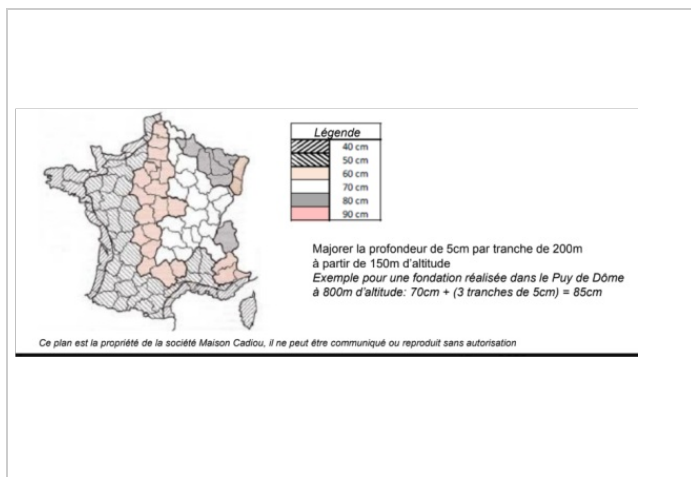 Légende
40 cm
50 cm
60 cm
70 cm
80 cm
90 cm
Majorer la profondeur de 5cm par tranche de 200m
à partir de 150m d'altitude
Exemple pour une fondation réalisée dans le Puy de Dôme
à 800m d'altitude: 70cm + (3 tranches de 5cm) = 85cm
Ce plan est la propriété de la société Maison Cadiou, il ne peut être communiqué ou reproduit sans autorisation